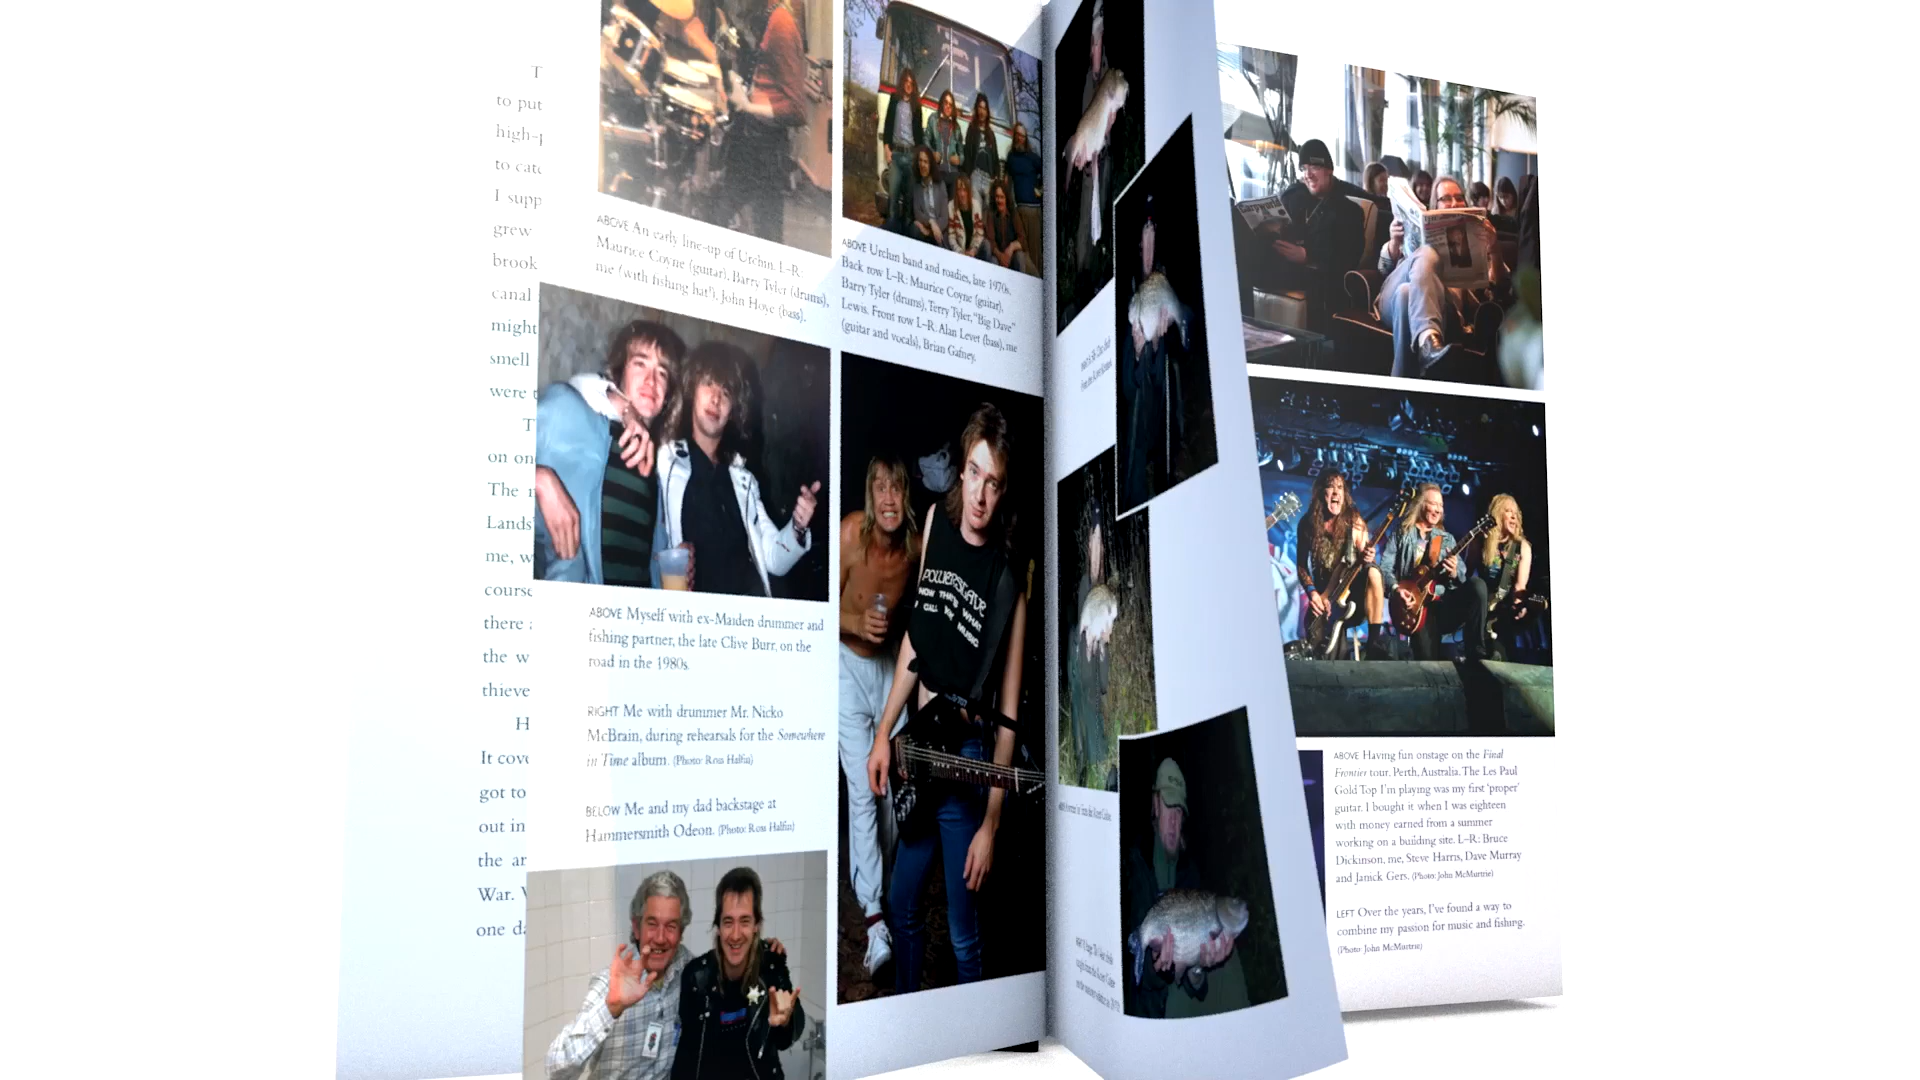 T
to put
high-p
to catc
I supp
grew
brook
canal
might
smell
were t
T
on on
The
Lands
me, w
course
there a
the w
thieve
H
It cove
got to
out in
the ar
War. W
one da
ABOVE An early line-up of Urchin. L–R:
Maurice Coyne (guitar), Barry Tyler (drums),
me (with fishing hat!), John Hoye (bass).
ABOVE Myself with ex-Maiden drummer and
fishing partner, the late Clive Burr, on the
road in the 1980s.
RIGHT Me with drummer Mr. Nicko
McBrain, during rehearsals for the Somewhere
in Time album. (Photo: Ross Halfin)
BELOW Me and my dad backstage at
Hammersmith Odeon. (Photo: Ross Halfin)
ABOVE Urchin band and roadies, late 1970s.
Back row L–R: Maurice Coyne (guitar),
Barry Tyler (drums), Terry Tyler, “Big Dave”
Lewis. Front row L–R: Alan Levet (bass), me
(guitar and vocals), Brian Gafney.
POWERSLAVE
NOW THAT'S WHAT
I CALL MUSIC
Carpworld
ABOVE Having fun onstage on the Final
Frontier tour. Perth, Australia. The Les Paul
Gold Top I'm playing was my first 'proper'
guitar. I bought it when I was eighteen
with money earned from a summer
working on a building site. L–R: Bruce
Dickinson, me, Steve Harris, Dave Murray
and Janick Gers. (Photo: John McMurtrie)
LEFT Over the years, I've found a way to
combine my passion for music and fishing.
(Photo: John McMurtrie)